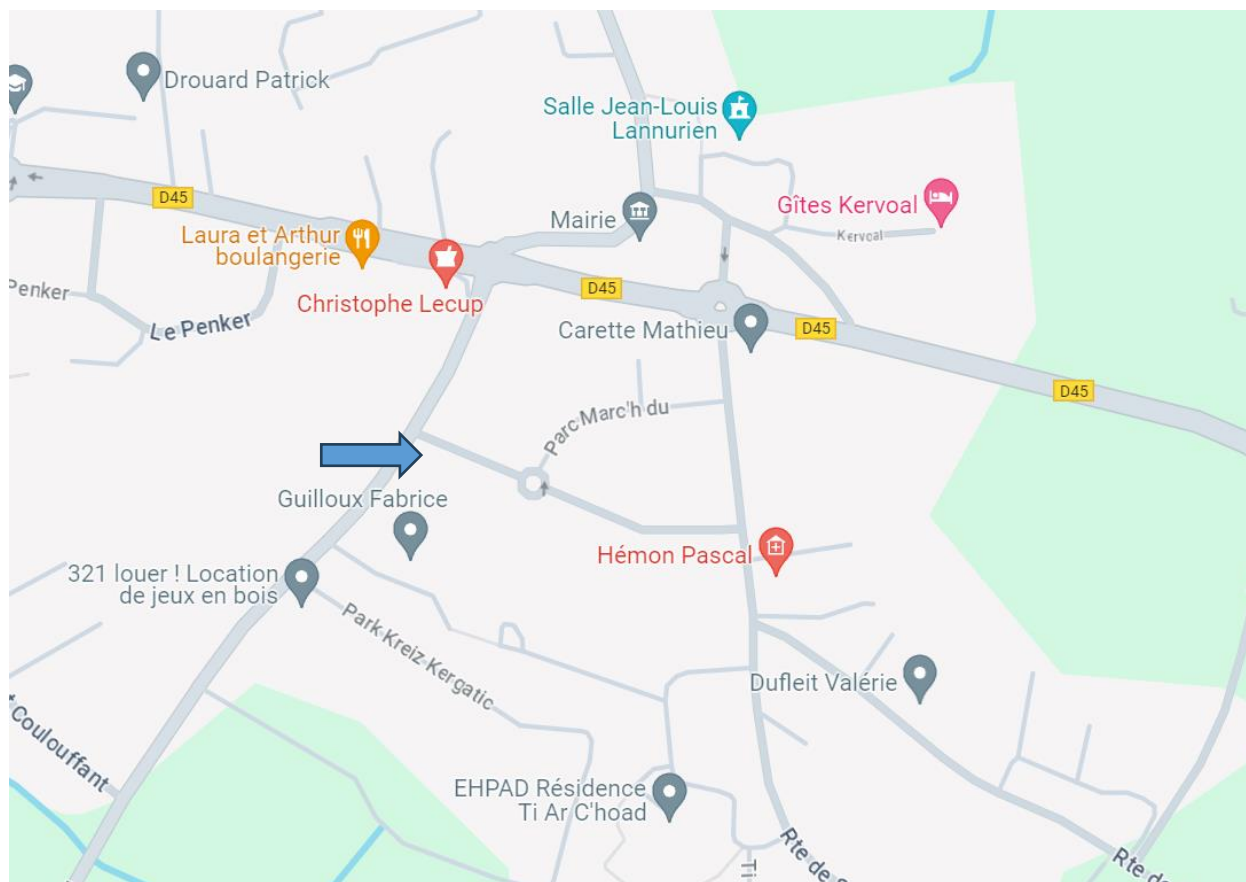 Drouard Patrick
Salle Jean-Louis
Lannurien
D45
Mairie
Gîtes Kervoal
Kervoal
Laura et Arthur
boulangerie
Penker
Christophe Lecup
D45
Le Penker
Carette Mathieu
D45
D45
Parc Marc'h du
Guilloux Fabrice
Hémon Pascal
321 louer ! Location
de jeux en bois
Park Kreiz Kergatic
Dufleit Valérie
Coulouffant
EHPAD Résidence
Ti Ar C'hoad
Rte de
Ti
Rte de